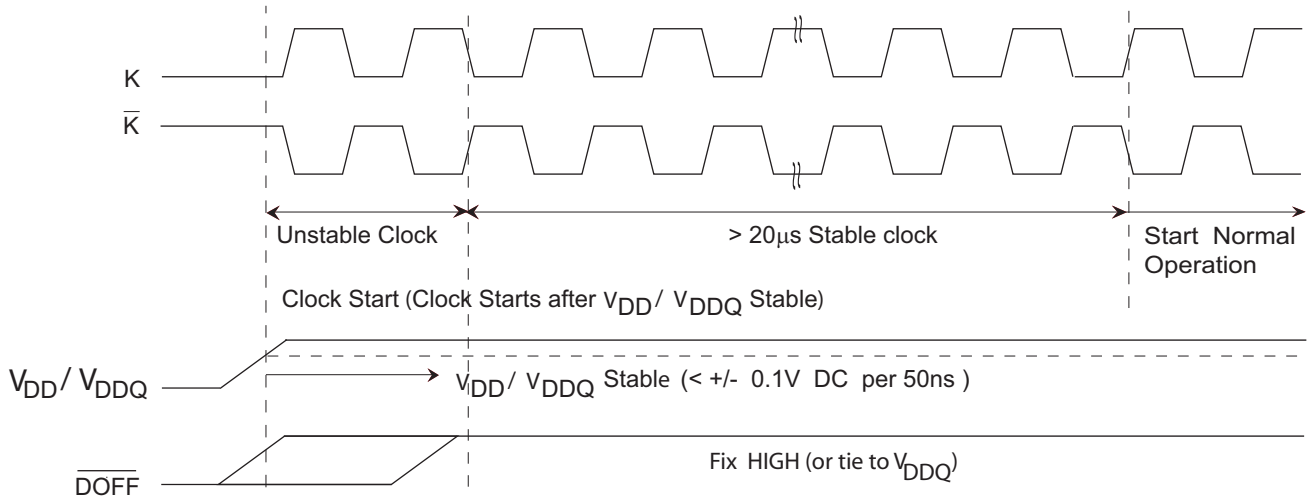 K
K̅
Unstable Clock
> 20μs Stable clock
Start Normal
Operation
Clock Start (Clock Starts after VDD / VDDQ Stable)
VDD / VDDQ
VDD / VDDQ Stable (< +/- 0.1V DC per 50ns )
Fix HIGH (or tie to VDDQ)
D̅O̅F̅F̅